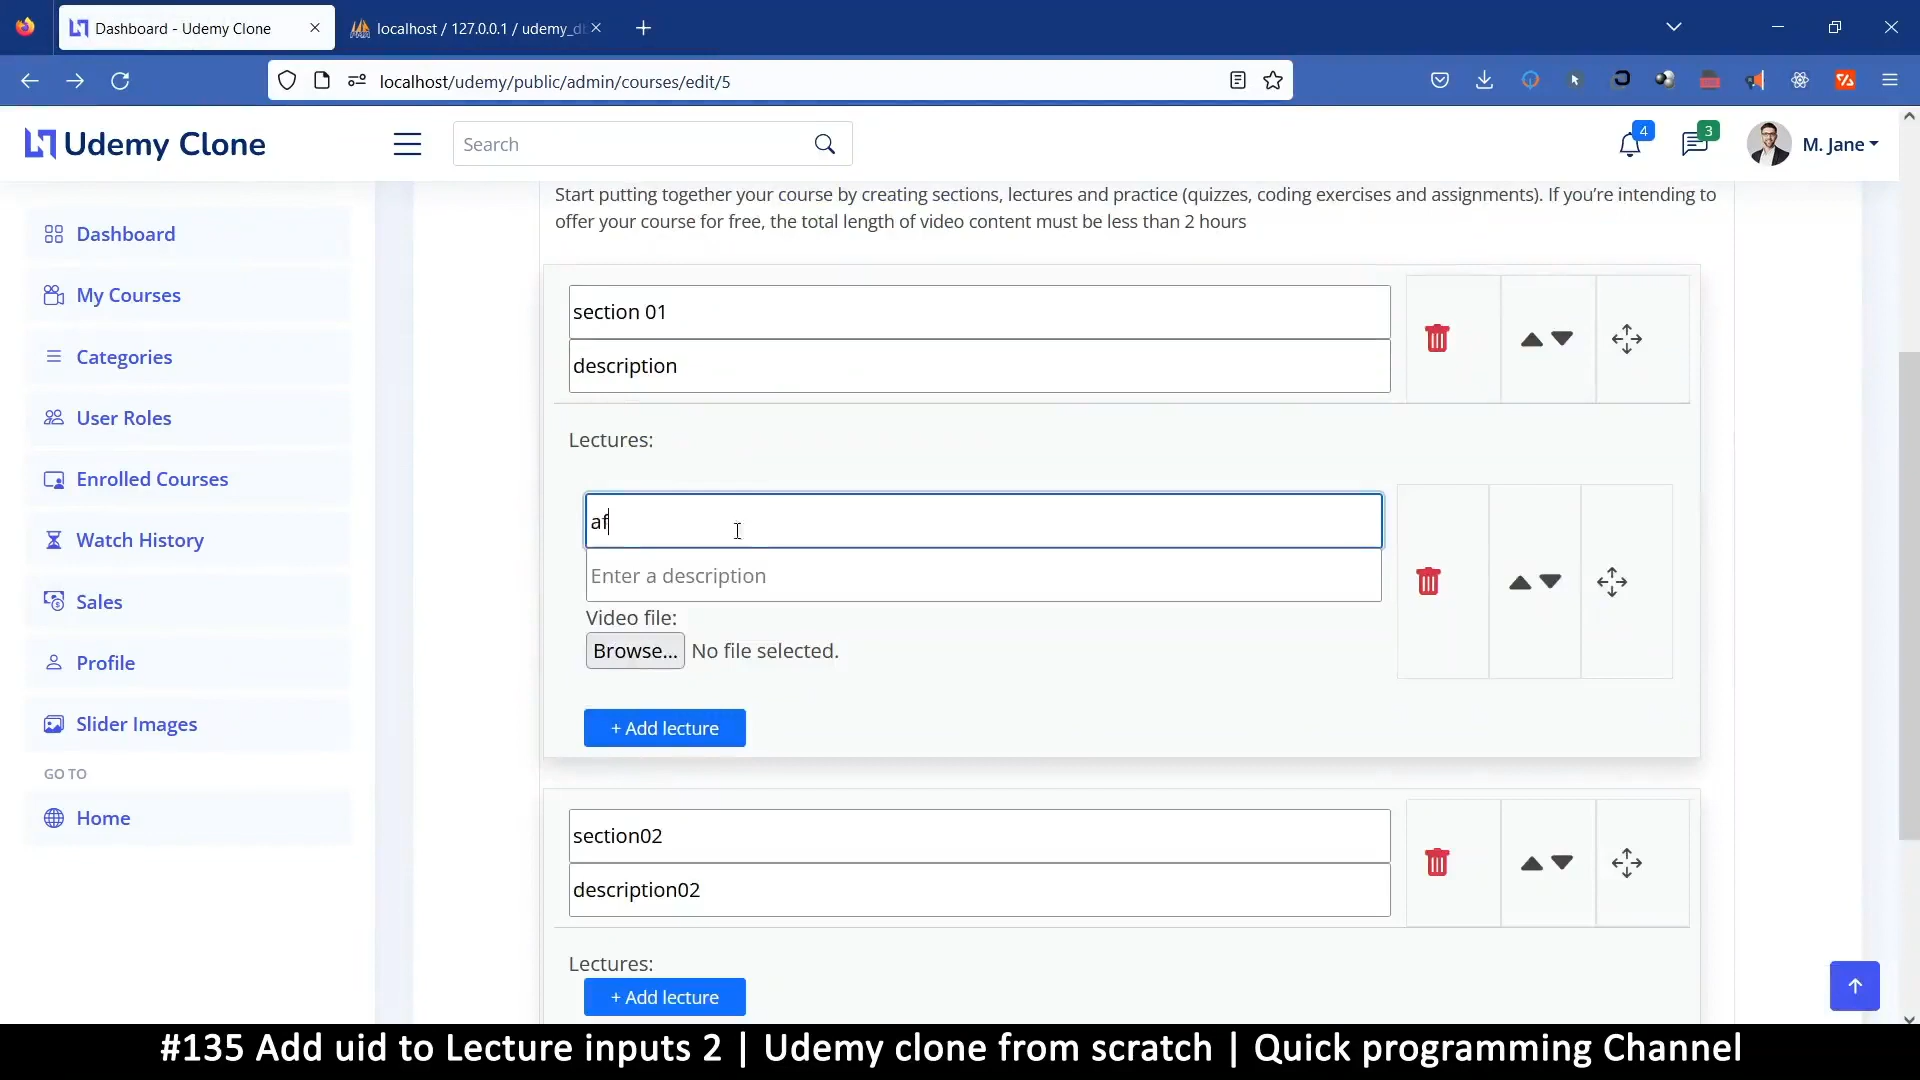 Dashboard - Udemy Clone
localhost / 127.0.0.1 / udemy_d
localhost/udemy/public/admin/courses/edit/5
Udemy Clone
Search
4
3
M. Jane
Dashboard
My Courses
Categories
User Roles
Enrolled Courses
Watch History
Sales
Profile
Slider Images
GO TO
Home
Start putting together your course by creating sections, lectures and practice (quizzes, coding exercises and assignments). If you're intending to
offer your course for free, the total length of video content must be less than 2 hours
section 01
description
Lectures:
af
Enter a description
Video file:
Browse... No file selected.
+ Add lecture
section02
description02
Lectures:
+ Add lecture
#135 Add uid to Lecture inputs 2 | Udemy clone from scratch | Quick programming Channel